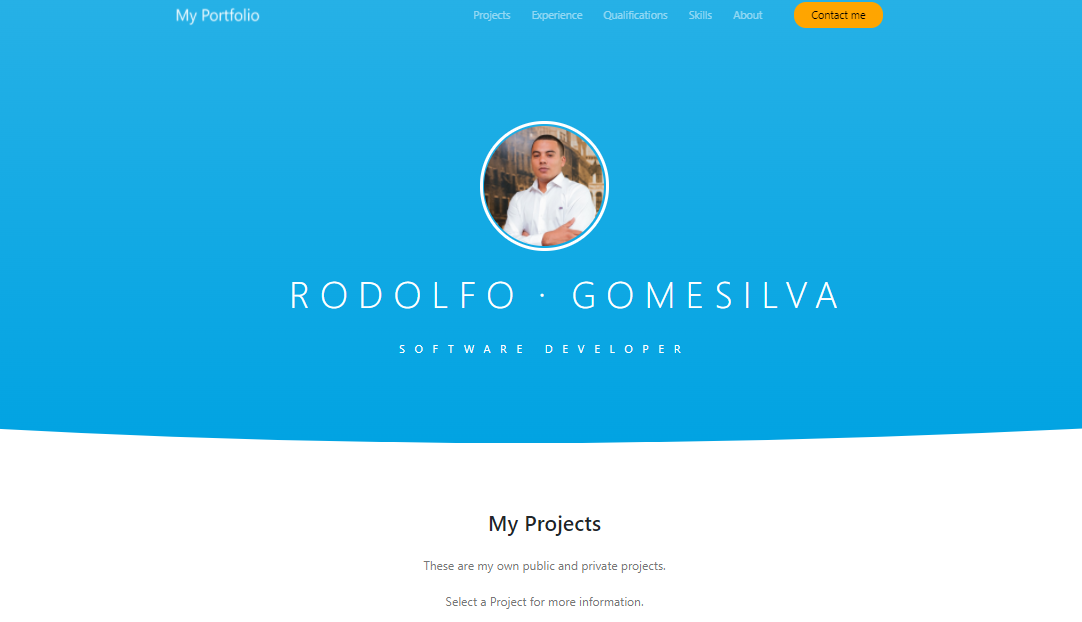 My Portfolio
Projects Experience Qualifications Skills About Contact me
RODOLFO · GOMESILVA
SOFTWARE DEVELOPER
My Projects
These are my own public and private projects.
Select a Project for more information.